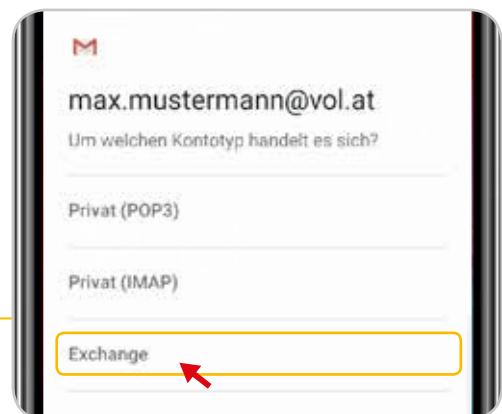 max.mustermann@vol.at
Um welchen Kontotyp handelt es sich?
Privat (POP3)
Privat (IMAP)
Exchange